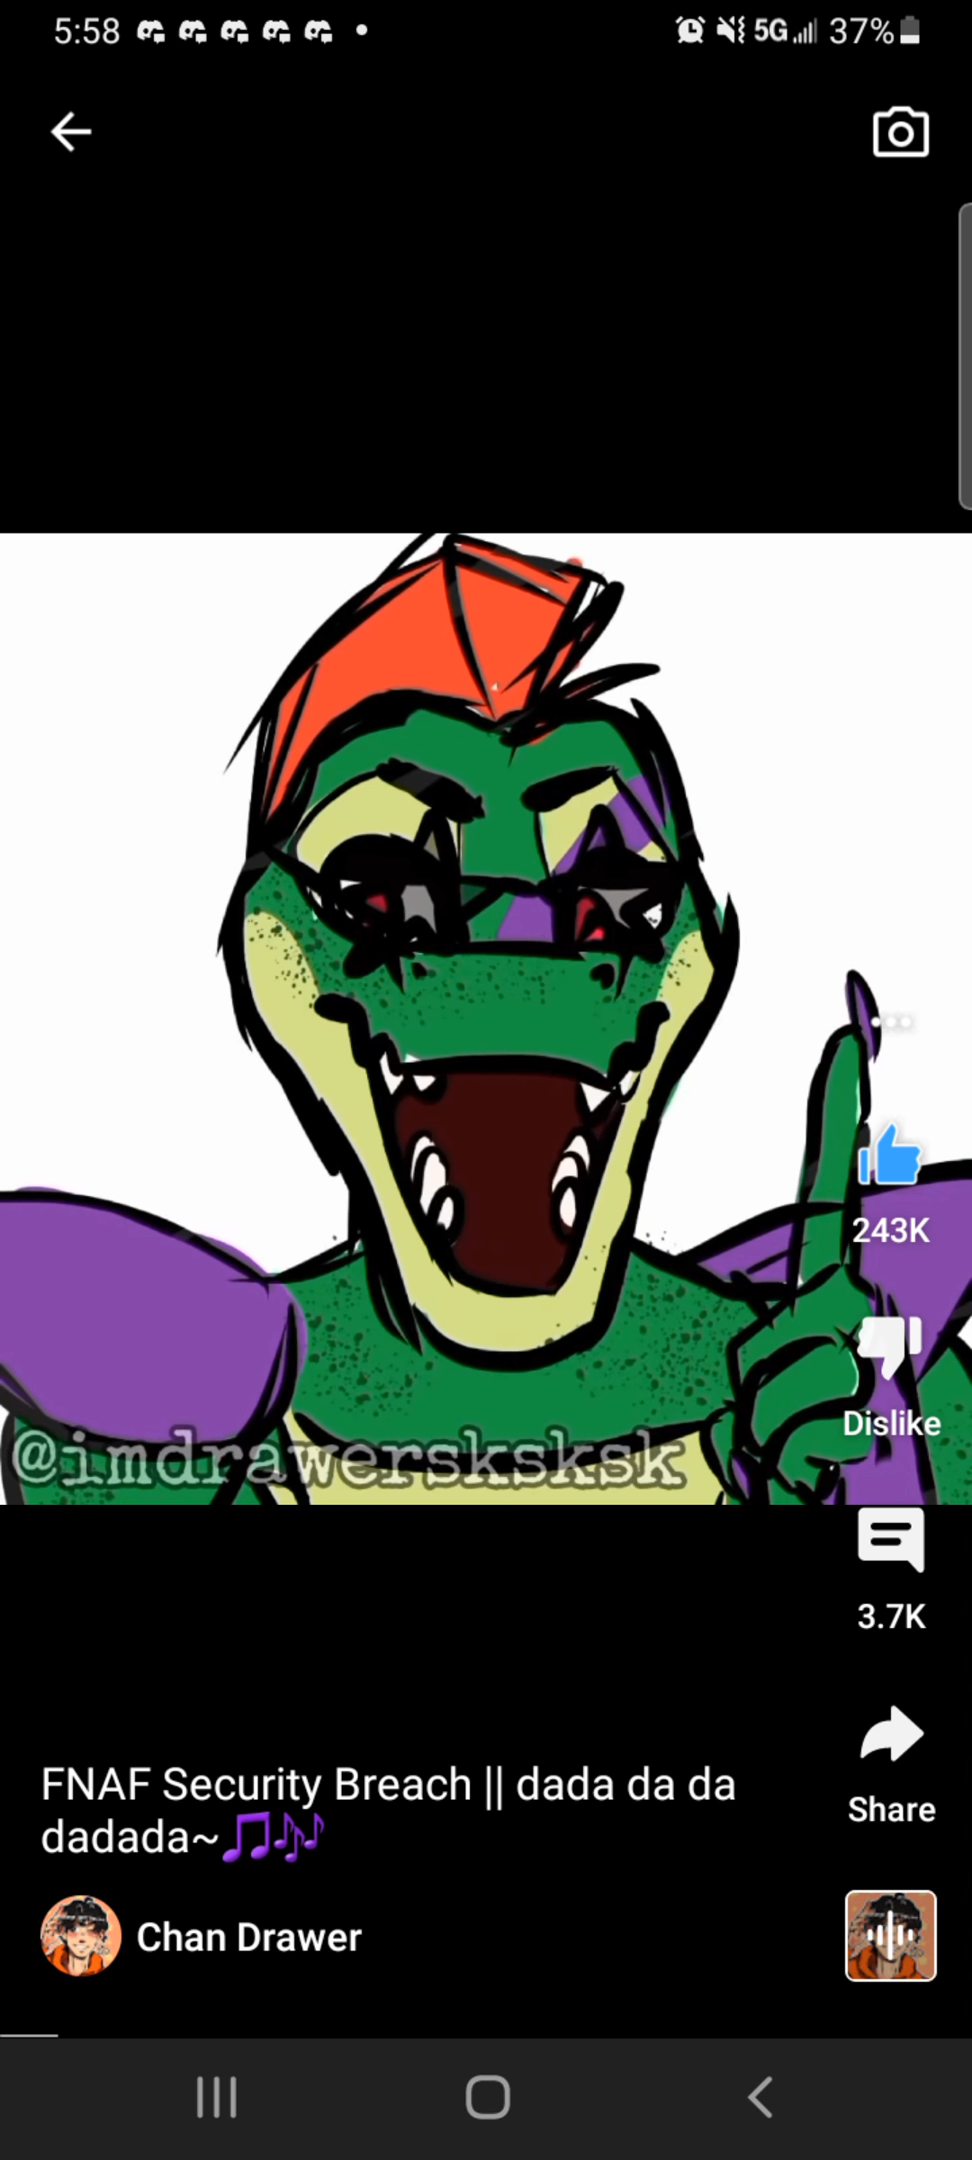 5:58
5G 37%
@imdrawersksksk
243K
Dislike
3.7K
Share
FNAF Security Breach || dada da da
dadada~🎵🎶
Chan Drawer